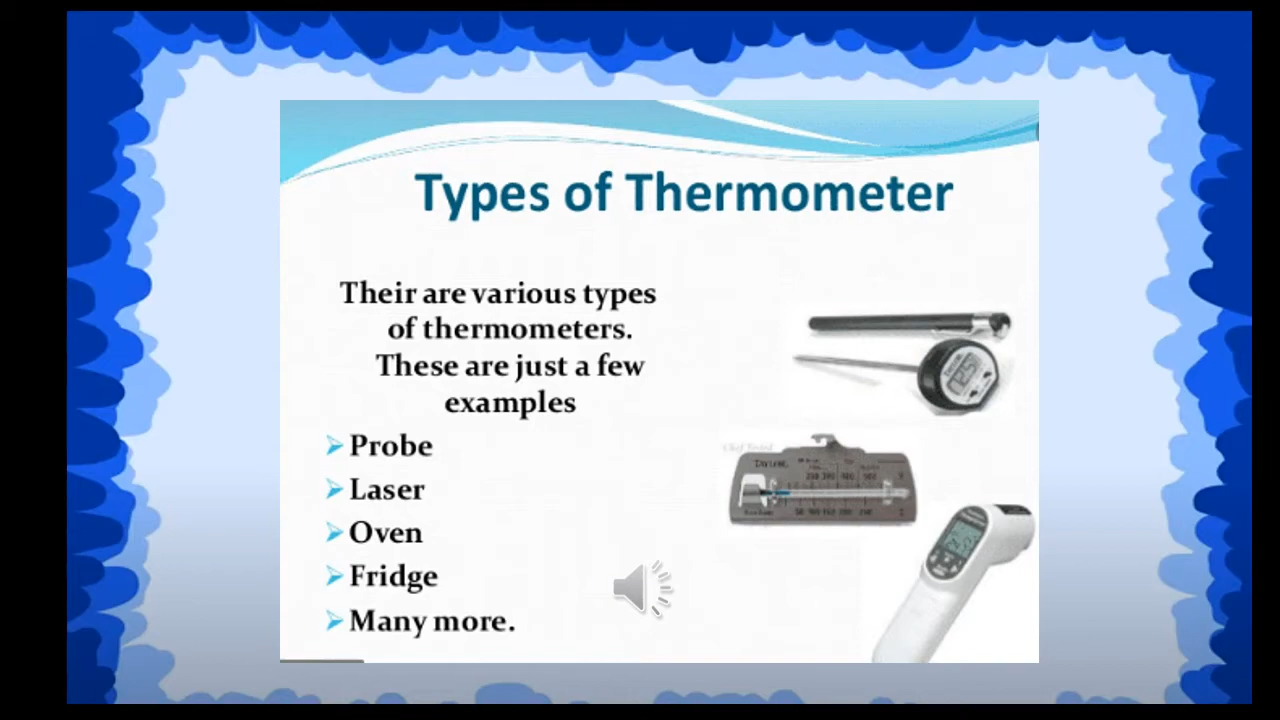 Types of Thermometer
Their are various types
of thermometers.
These are just a few
examples
Probe
Laser
Oven
Fridge
Many more.
TAYLOR